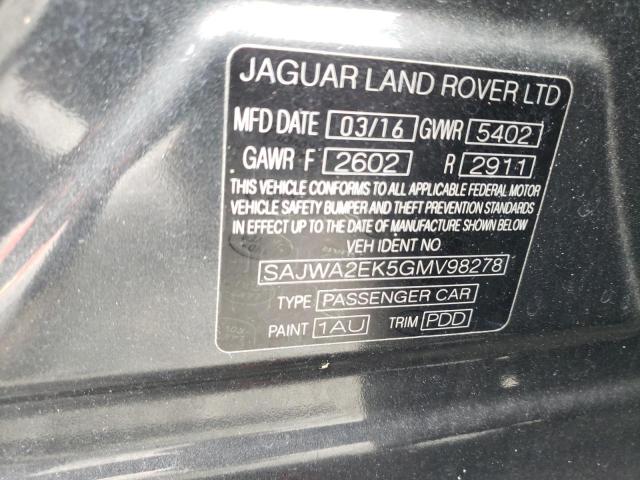 JAGUAR LAND ROVER LTD
MFD DATE 03/16 GVWR 5402
GAWR F 2602 R 2911
THIS VEHICLE CONFORMS TO ALL APPLICABLE FEDERAL MOTOR
VEHICLE SAFETY BUMPER AND THEFT PREVENTION STANDARDS
IN EFFECT UPON THE DATE OF MANUFACTURE SHOWN BELOW
VEH IDENT NO
SAJWA2EK5GMV98278
TYPE PASSENGER CAR
PAINT 1AU TRIM PDD